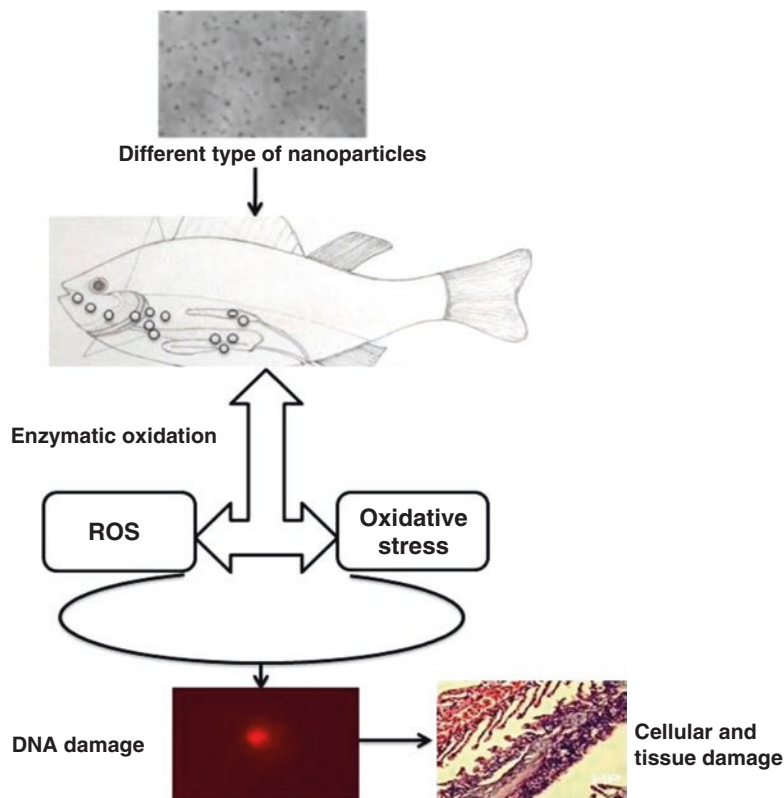 Different type of nanoparticles
Enzymatic oxidation
ROS
Oxidative
stress
DNA damage
Cellular and
tissue damage